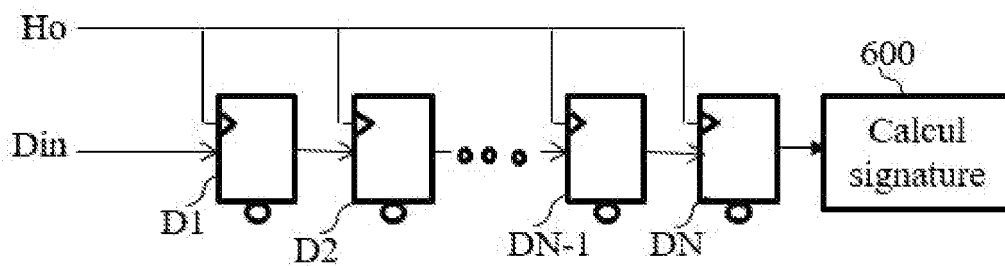 Ho
600
Din
Calcul
signature
D1
D2
DN-1
DN